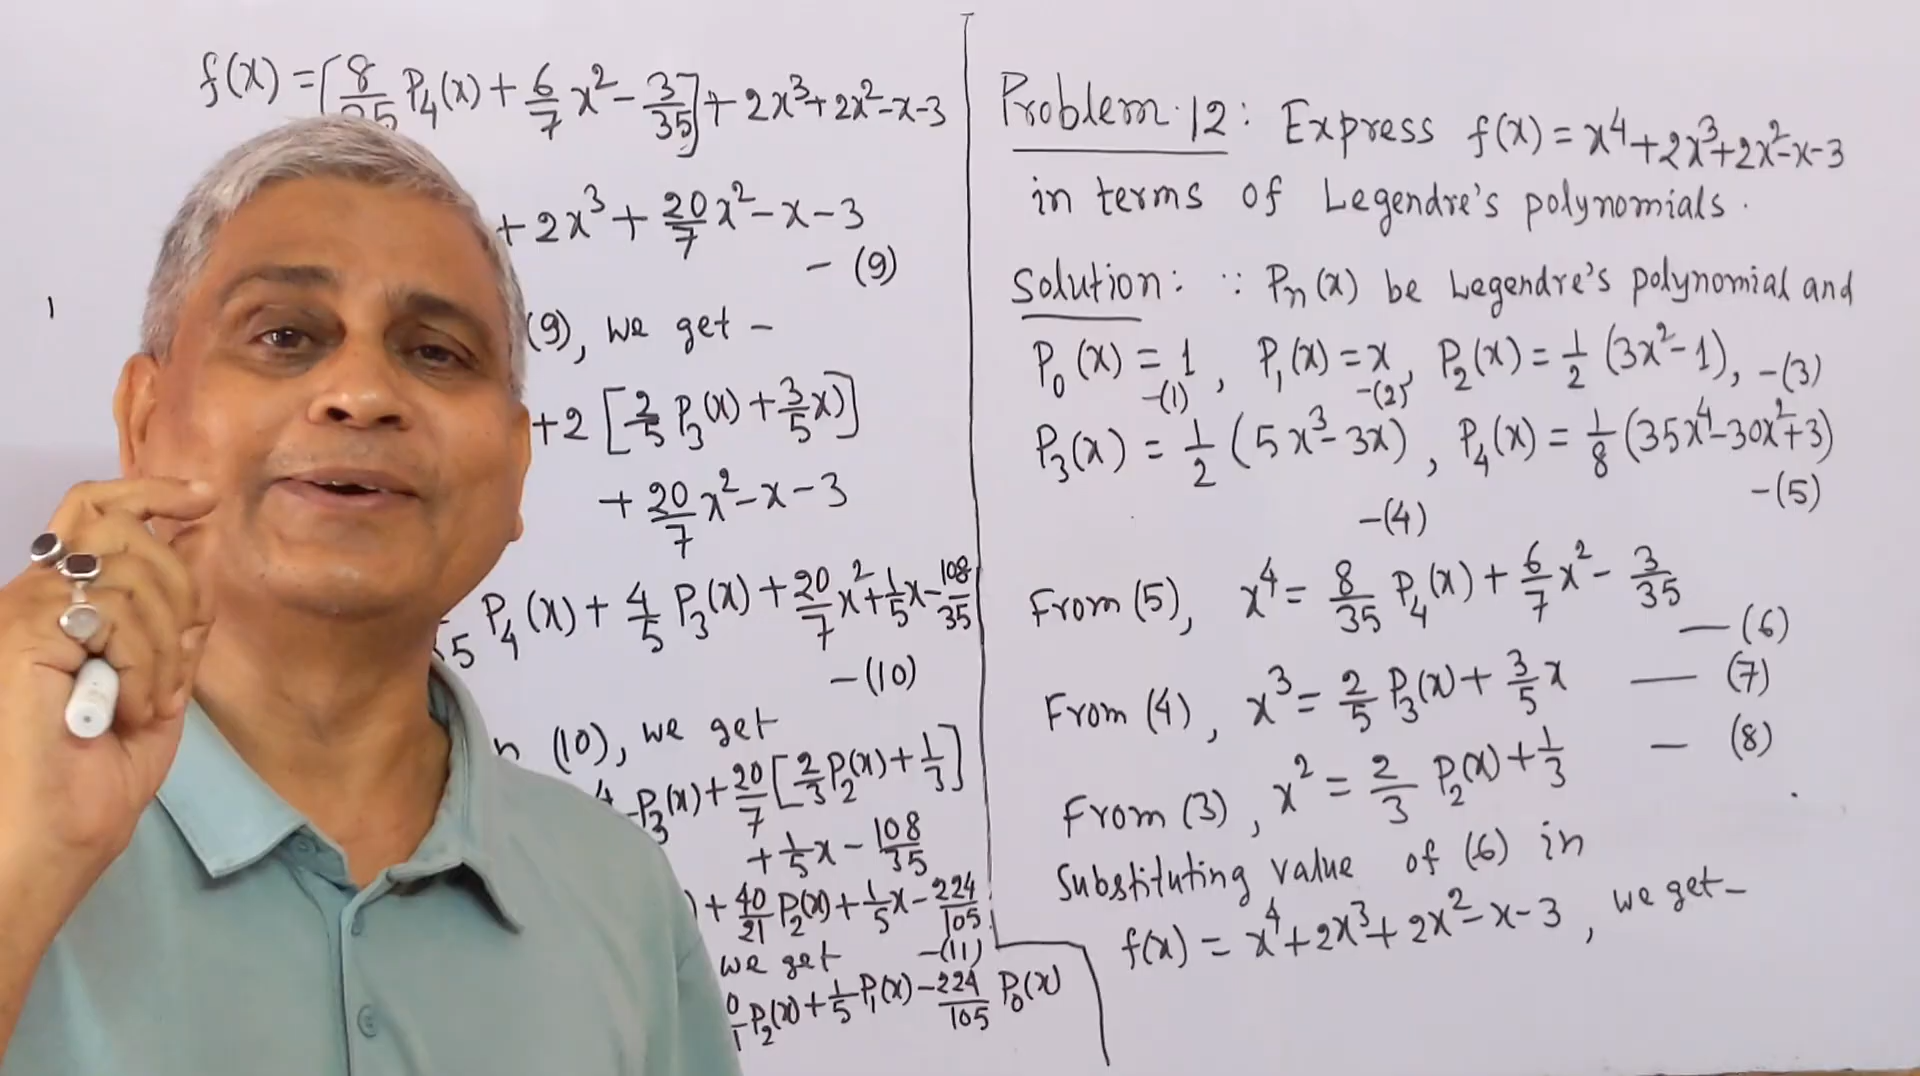 Problem.12: Express f(x) = x⁴+2x³+2x²-x-3
in terms of Legendre's polynomials.
Solution: ∵ Pₙ(x) be Legendre's polynomial and
P₀(x) = 1 -(1), P₁(x) = x, -(2) P₂(x) = 1/2 (3x²-1), -(3)
P₃(x) = 1/2 (5x³-3x), P₄(x) = 1/8 (35x⁴-30x²+3)
-(4) -(5)
From (5), x⁴ = 8/35 P₄(x) + 6/7 x² - 3/35
— (6)
From (4), x³ = 2/5 P₃(x) + 3/5 x — (7)
From (3), x² = 2/3 P₂(x) + 1/3 — (8)
Substituting value of (6) in
f(x) = x⁴+2x³+2x²-x-3, we get-
f(x) = [8/35 P₄(x) + 6/7 x² - 3/35] + 2x³+2x²-x-3
+ 2x³ + 20/7 x² - x - 3
- (9)
(9), we get -
+2 [2/5 P₃(x) + 3/5 x)]
+ 20/7 x² - x - 3
5 P₄(x) + 4/5 P₃(x) + 20/7 x² + 1/5 x - 108/35
-(10)
n (10), we get
P₃(x) + 20/7 [2/3 P₂(x) + 1/3]
+ 1/5 x - 108/35
) + 40/21 P₂(x) + 1/5 x - 224/105
we get -(11)
P₂(x) + 1/5 P₁(x) - 224/105 P₀(x)